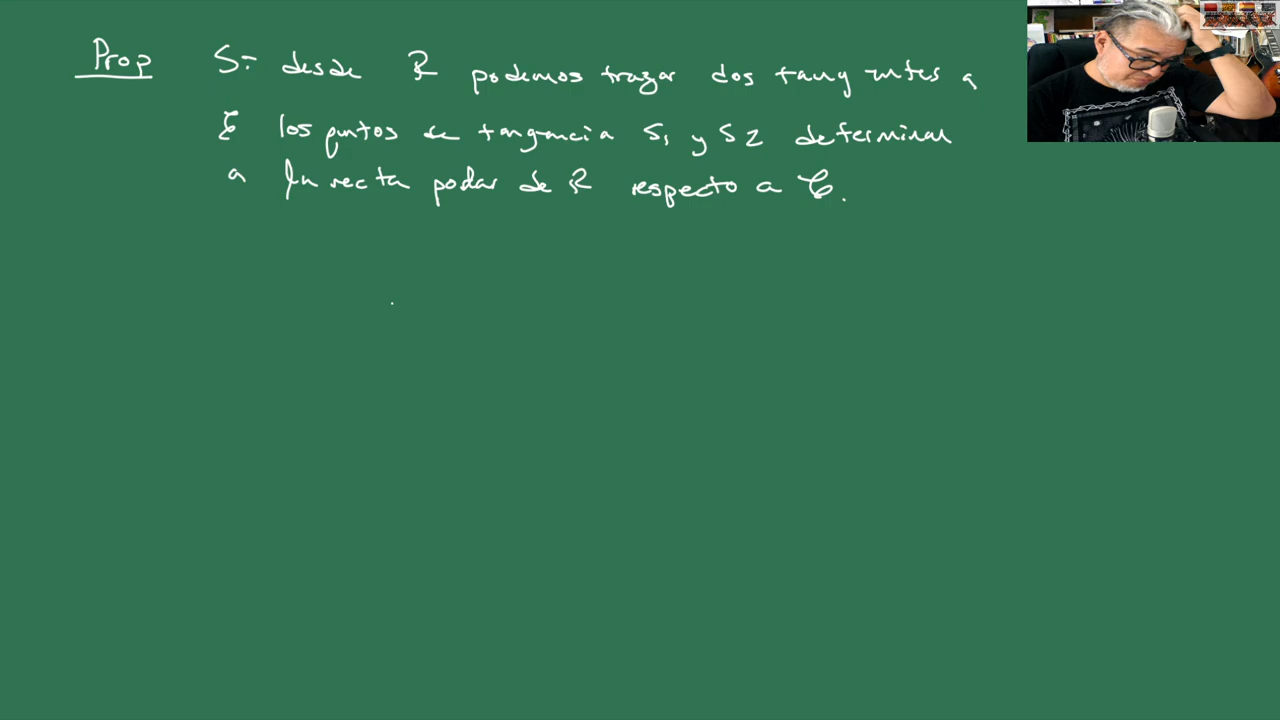 Prop Si desde R podemos trazar dos tangentes a
C los puntos de tangencia S1 y S2 determinan
a la recta polar de R respecto a C.